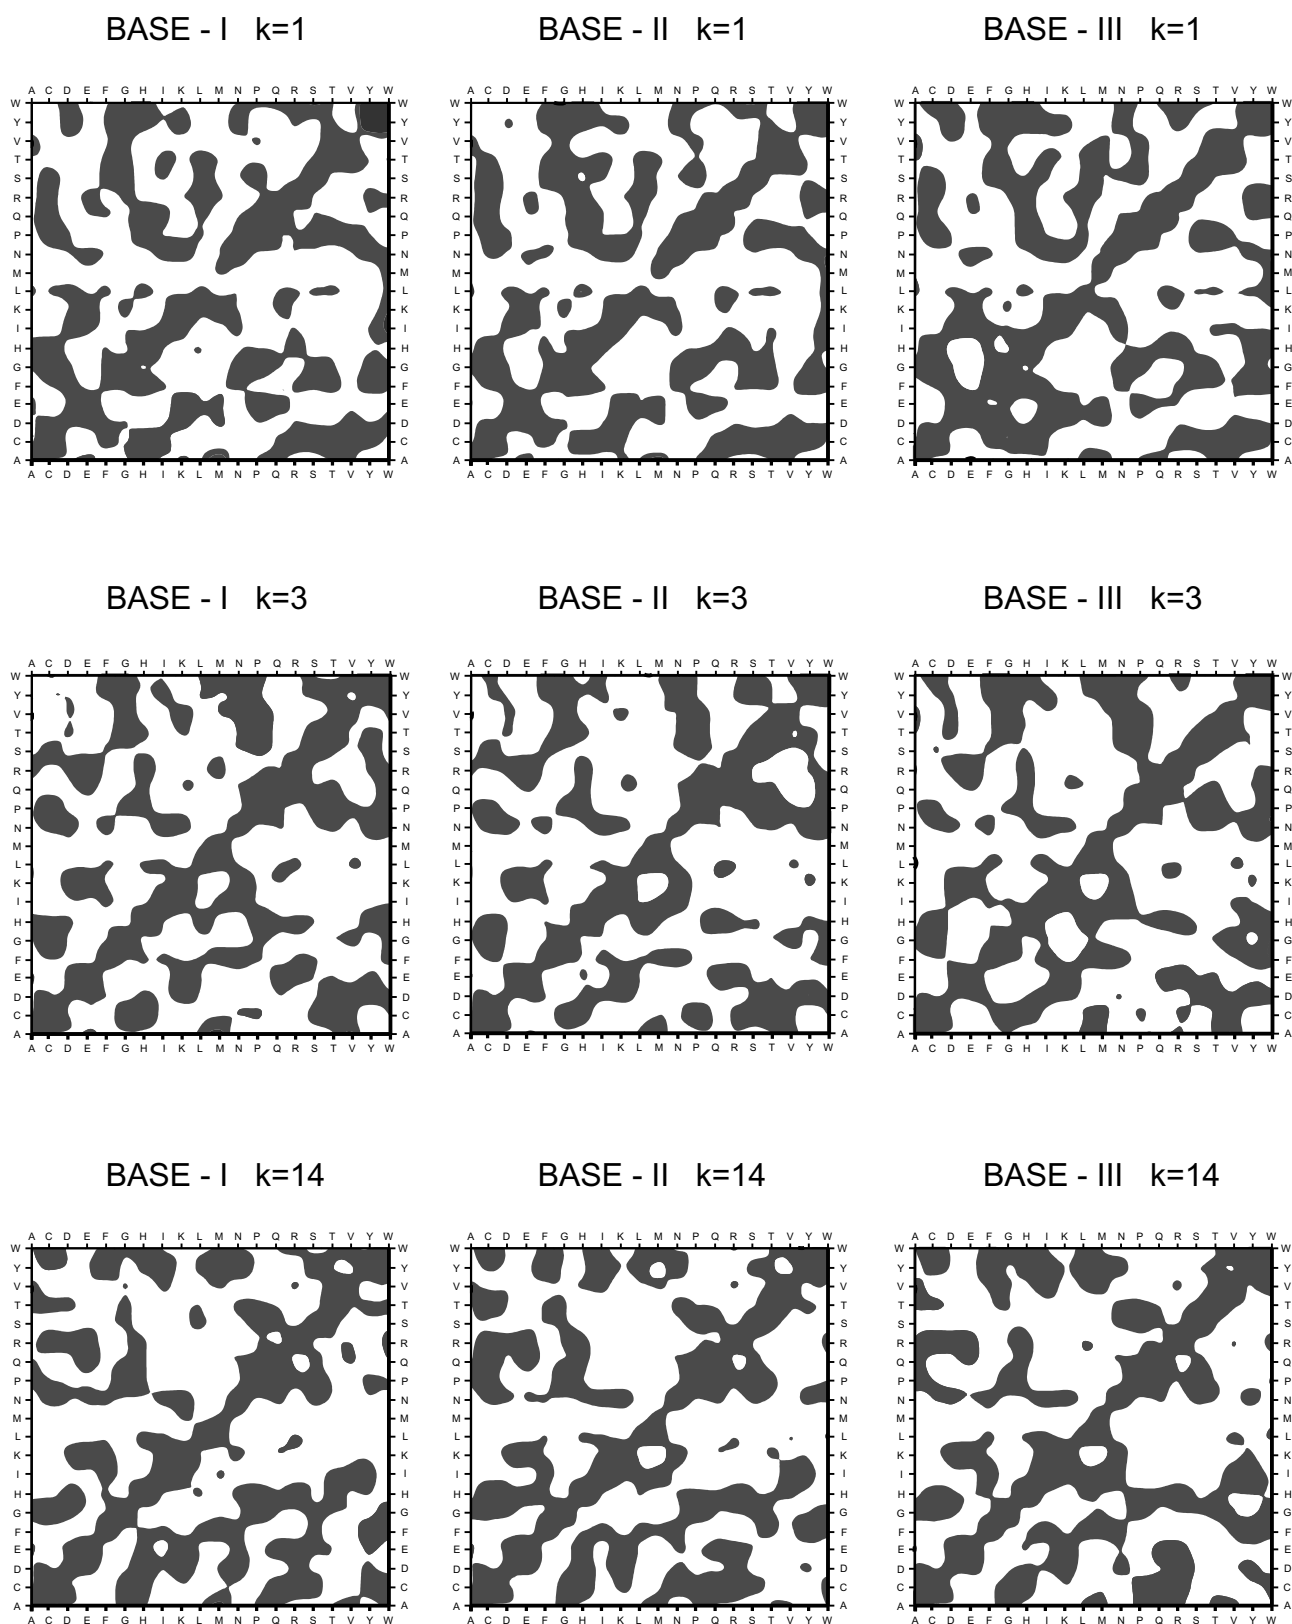 BASE - I k=1 BASE - II k=1 BASE - III k=1
A C D E F G H I K L M N P Q R S T V Y W A C D E F G H I K L M N P Q R S T V Y W A C D E F G H I K L M N P Q R S T V Y W
W W W W W W
Y Y Y Y Y Y
V V V V V V
T T T T T T
S S S S S S
R R R R R R
Q Q Q Q Q Q
P P P P P P
N N N N N N
M M M M M M
L L L L L L
K K K K K K
I I I I I I
H H H H H H
G G G G G G
F F F F F F
E E E E E E
D D D D D D
C C C C C C
A A A A A A
A C D E F G H I K L M N P Q R S T V Y W A C D E F G H I K L M N P Q R S T V Y W A C D E F G H I K L M N P Q R S T V Y W
BASE - I k=3 BASE - II k=3 BASE - III k=3
A C D E F G H I K L M N P Q R S T V Y W A C D E F G H I K L M N P Q R S T V Y W A C D E F G H I K L M N P Q R S T V Y W
W W W W W W
Y Y Y Y Y Y
V V V V V V
T T T T T T
S S S S S S
R R R R R R
Q Q Q Q Q Q
P P P P P P
N N N N N N
M M M M M M
L L L L L L
K K K K K K
I I I I I I
H H H H H H
G G G G G G
F F F F F F
E E E E E E
D D D D D D
C C C C C C
A A A A A A
A C D E F G H I K L M N P Q R S T V Y W A C D E F G H I K L M N P Q R S T V Y W A C D E F G H I K L M N P Q R S T V Y W
BASE - I k=14 BASE - II k=14 BASE - III k=14
A C D E F G H I K L M N P Q R S T V Y W A C D E F G H I K L M N P Q R S T V Y W A C D E F G H I K L M N P Q R S T V Y W
W W W W W W
Y Y Y Y Y Y
V V V V V V
T T T T T T
S S S S S S
R R R R R R
Q Q Q Q Q Q
P P P P P P
N N N N N N
M M M M M M
L L L L L L
K K K K K K
I I I I I I
H H H H H H
G G G G G G
F F F F F F
E E E E E E
D D D D D D
C C C C C C
A A A A A A
A C D E F G H I K L M N P Q R S T V Y W A C D E F G H I K L M N P Q R S T V Y W A C D E F G H I K L M N P Q R S T V Y W